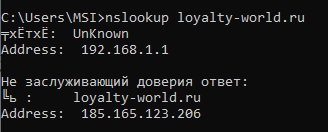 C:\Users\MSI>nslookup loyalty-world.ru
╤хЁтхЁ:  UnKnown
Address:  192.168.1.1
Не заслуживающий доверия ответ:
╚ь :     loyalty-world.ru
Address:  185.165.123.206